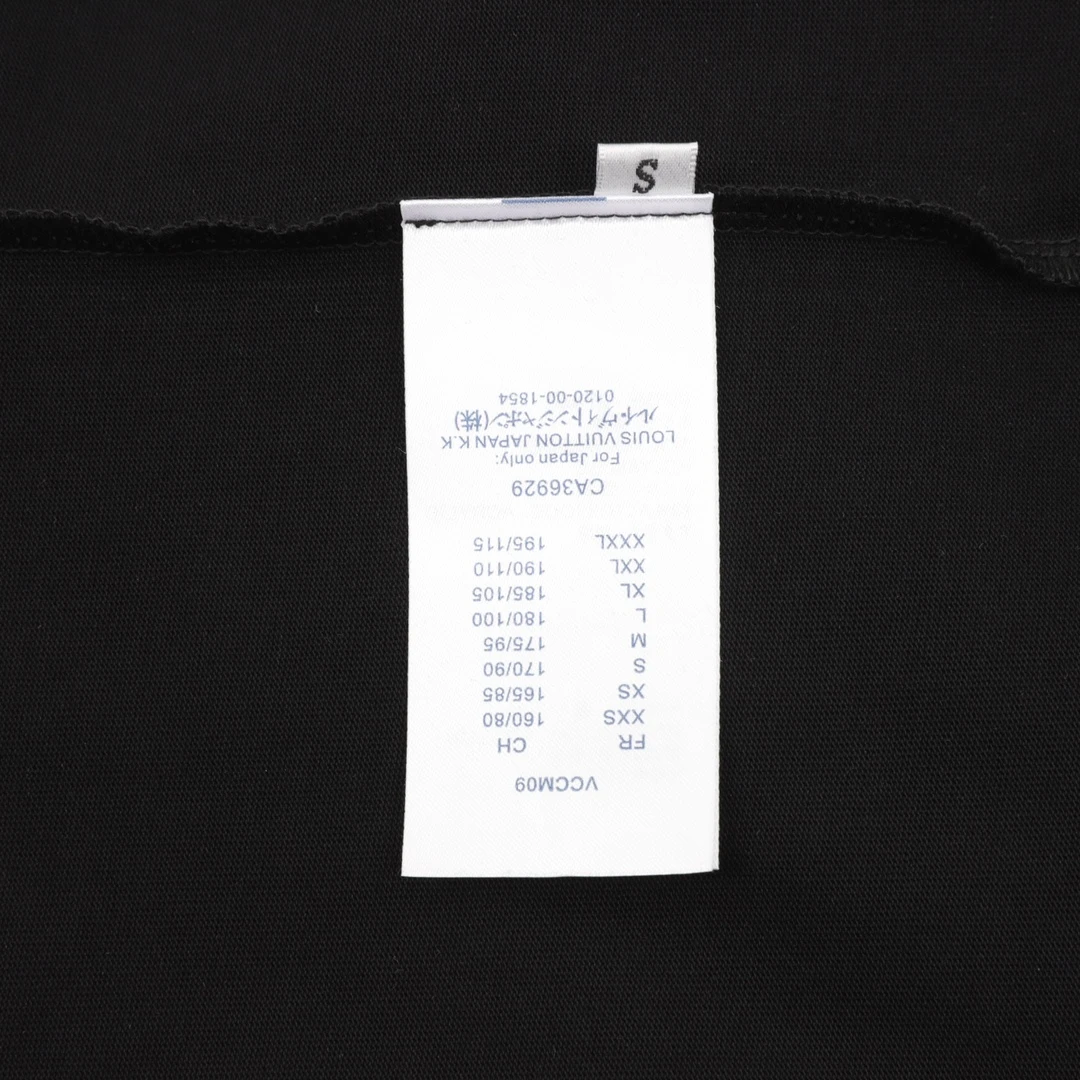 S
VCCM09
FR CH
XXS 160/80
XS 165/85
S 170/90
M 175/95
L 180/100
XL 185/105
XXL 190/110
XXXL 195/115
CA36929
For Japan only:
LOUIS VUITTON JAPAN K.K
ルイ・ヴィトンジャポン(株)
0120-00-1854